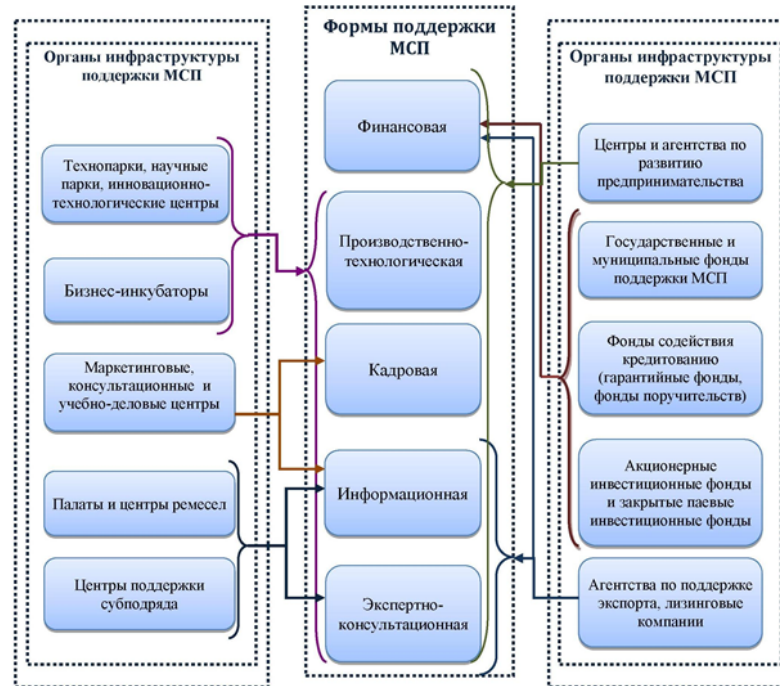 Органы инфраструктуры
поддержки МСП
Технопарки, научные
парки, инновационно-
технологические центры
Бизнес-инкубаторы
Маркетинговые,
консультационные и
учебно-деловые центры
Палаты и центры ремесел
Центры поддержки
субподряда
Формы поддержки
МСП
Финансовая
Производственно-
технологическая
Кадровая
Информационная
Экспертно-
консультационная
Органы инфраструктуры
поддержки МСП
Центры и агентства по
развитию
предпринимательства
Государственные и
муниципальные фонды
поддержки МСП
Фонды содействия
кредитованию
(гарантийные фонды,
фонды поручительств)
Акционерные
инвестиционные фонды
и закрытые паевые
инвестиционные фонды
Агентства по поддержке
экспорта, лизинговые
компании